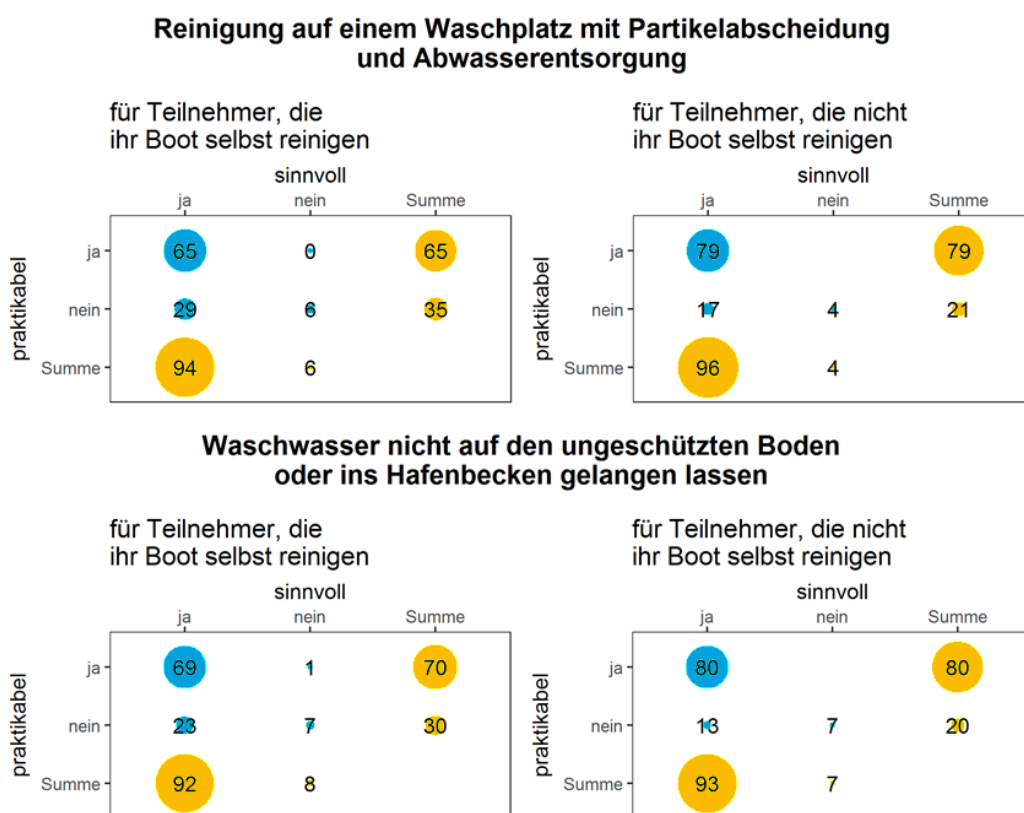 Reinigung auf einem Waschplatz mit Partikelabscheidung
und Abwasserentsorgung
für Teilnehmer, die
ihr Boot selbst reinigen
sinnvoll
ja nein Summe
praktikabel
ja 65 0 65
nein 29 6 35
Summe 94 6
für Teilnehmer, die nicht
ihr Boot selbst reinigen
sinnvoll
ja nein Summe
praktikabel
ja 79 79
nein 17 4 21
Summe 96 4
Waschwasser nicht auf den ungeschützten Boden
oder ins Hafenbecken gelangen lassen
für Teilnehmer, die
ihr Boot selbst reinigen
sinnvoll
ja nein Summe
praktikabel
ja 69 1 70
nein 23 7 30
Summe 92 8
für Teilnehmer, die nicht
ihr Boot selbst reinigen
sinnvoll
ja nein Summe
praktikabel
ja 80 80
nein 13 7 20
Summe 93 7